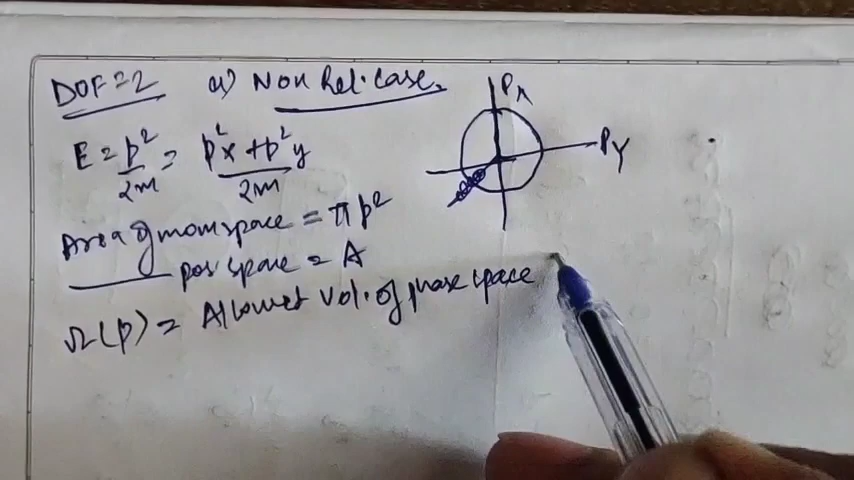 DOF=2 a) Non Rel. case.
E = p²/2m = p²x + p²y/2m
Area of mom space = πp²
pos space = A
Ω(p) = Allowed Vol. of phase space
Px
Py